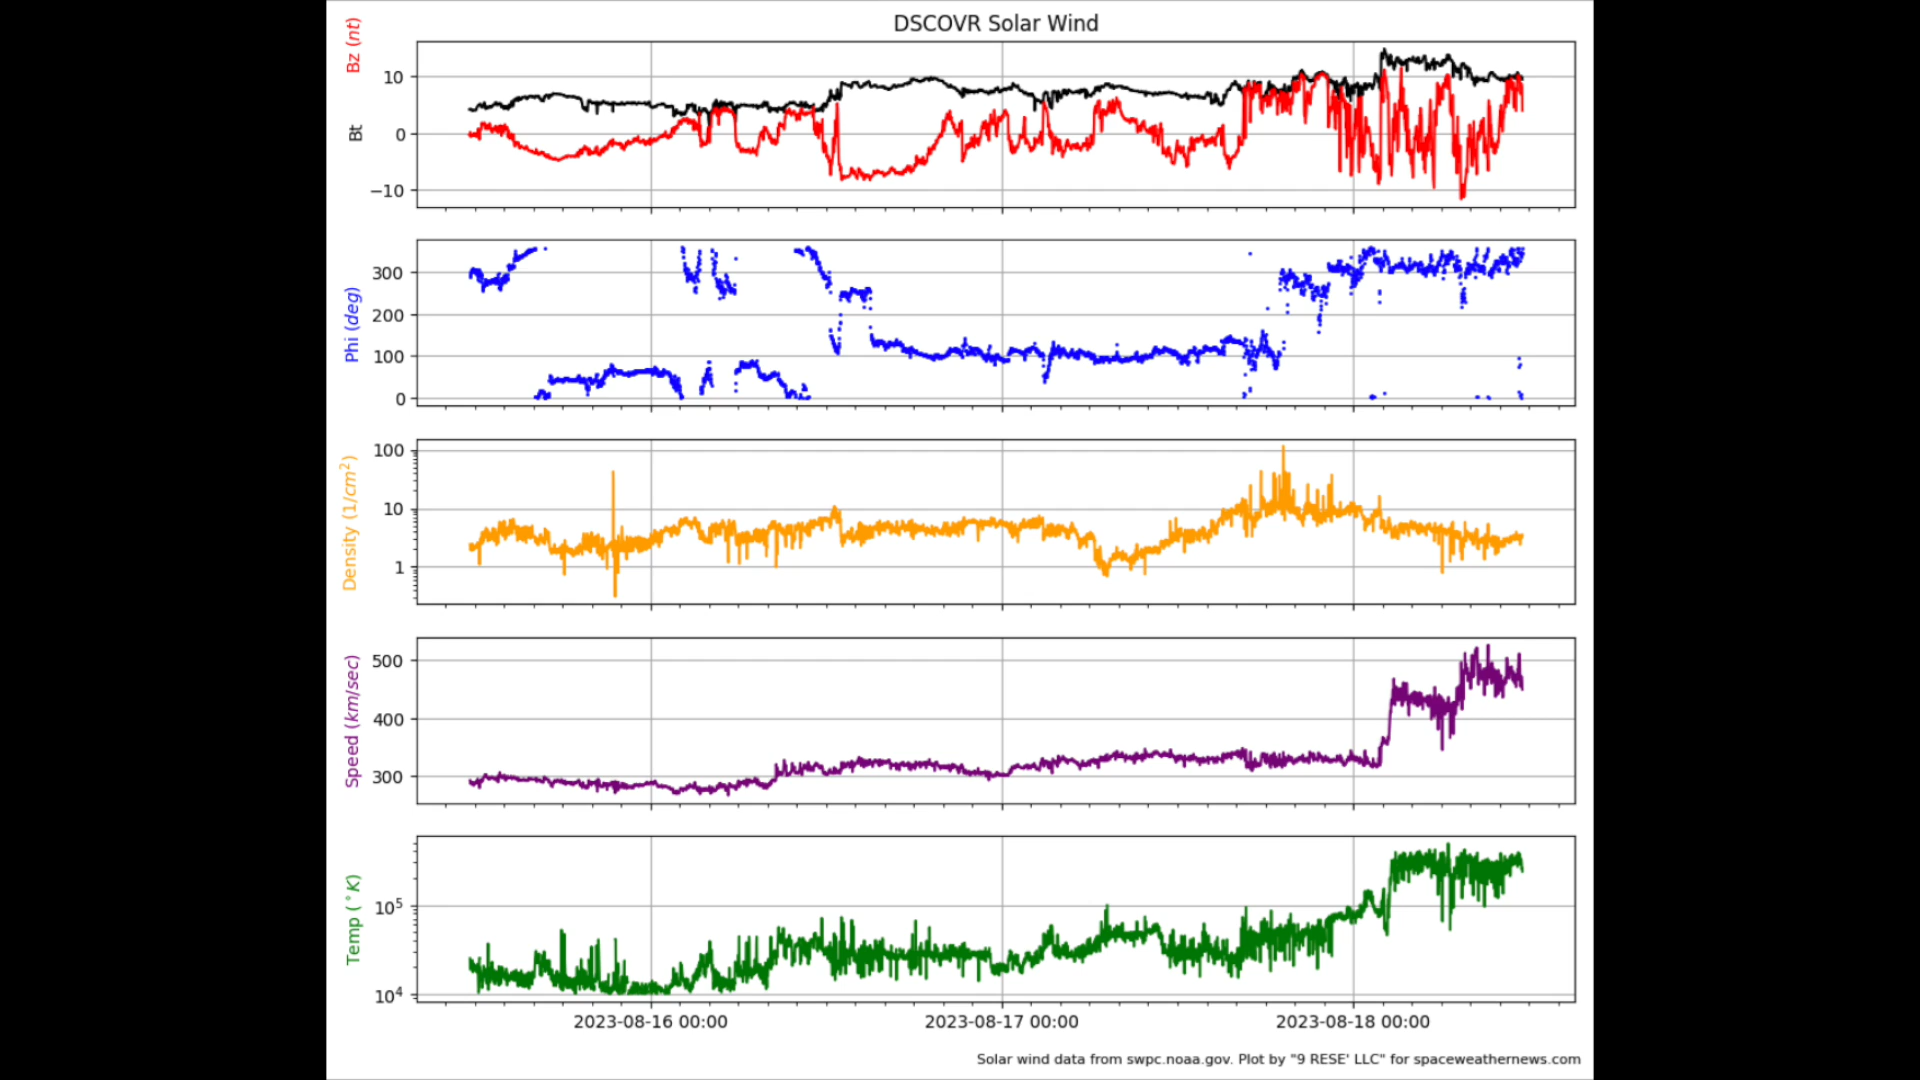 DSCOVR Solar Wind
Bz (nt)
Bt
10
0
−10
Phi (deg)
300
200
100
0
Density (1/cm²)
100
10
1
Speed (km/sec)
500
400
300
Temp (°K)
10⁵
10⁴
2023-08-16 00:00 2023-08-17 00:00 2023-08-18 00:00
Solar wind data from swpc.noaa.gov. Plot by "9 RESE' LLC" for spaceweathernews.com